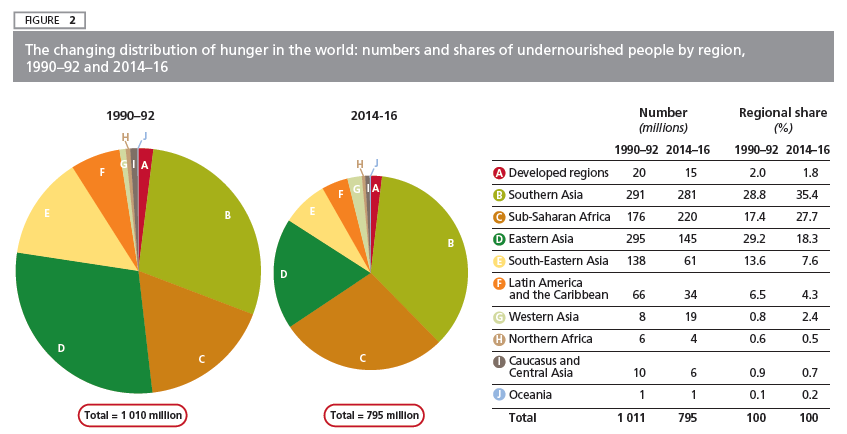 FIGURE 2
The changing distribution of hunger in the world: numbers and shares of undernourished people by region,
1990–92 and 2014–16
1990–92
H J
G I A
F
B
E
D
C
Total = 1 010 million
2014-16
H J
G I A
F
E
B
D
C
Total = 795 million
Number Regional share
(millions) (%)
1990–92 2014–16 1990–92 2014–16
A Developed regions 20 15 2.0 1.8
B Southern Asia 291 281 28.8 35.4
C Sub-Saharan Africa 176 220 17.4 27.7
D Eastern Asia 295 145 29.2 18.3
E South-Eastern Asia 138 61 13.6 7.6
F Latin America
and the Caribbean 66 34 6.5 4.3
G Western Asia 8 19 0.8 2.4
H Northern Africa 6 4 0.6 0.5
I Caucasus and
Central Asia 10 6 0.9 0.7
J Oceania 1 1 0.1 0.2
Total 1 011 795 100 100